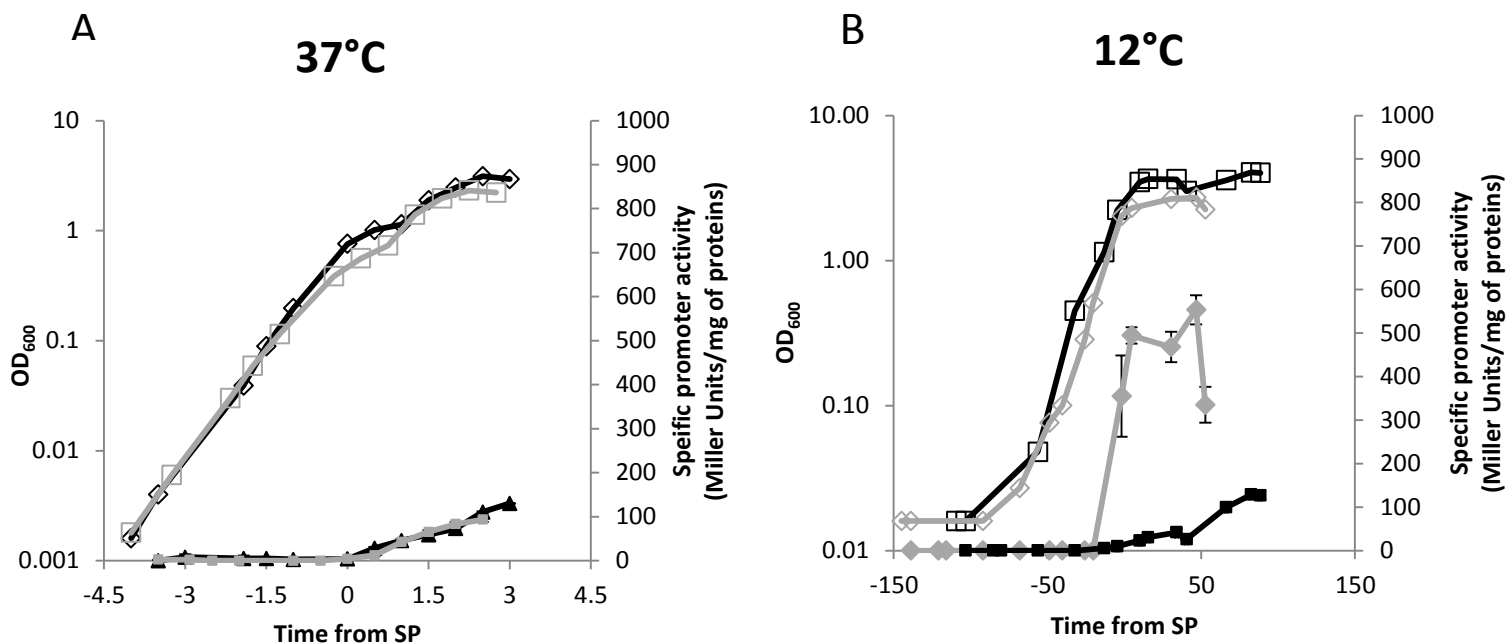 A
37°C
10
1
0.1
0.01
0.001
OD600
1000
900
800
700
600
500
400
300
200
100
0
Speific promoter activity
(Miller Units/mg of proteins)
-4.5 -3 -1.5 0 1.5 3 4.5
Time from SP
B
12°C
10.00
1.00
0.10
0.01
OD600
1000
900
800
700
600
500
400
300
200
100
0
Specific promoter activity
(Miller Units/mg of proteins)
-150 -50 50 150
Time from SP